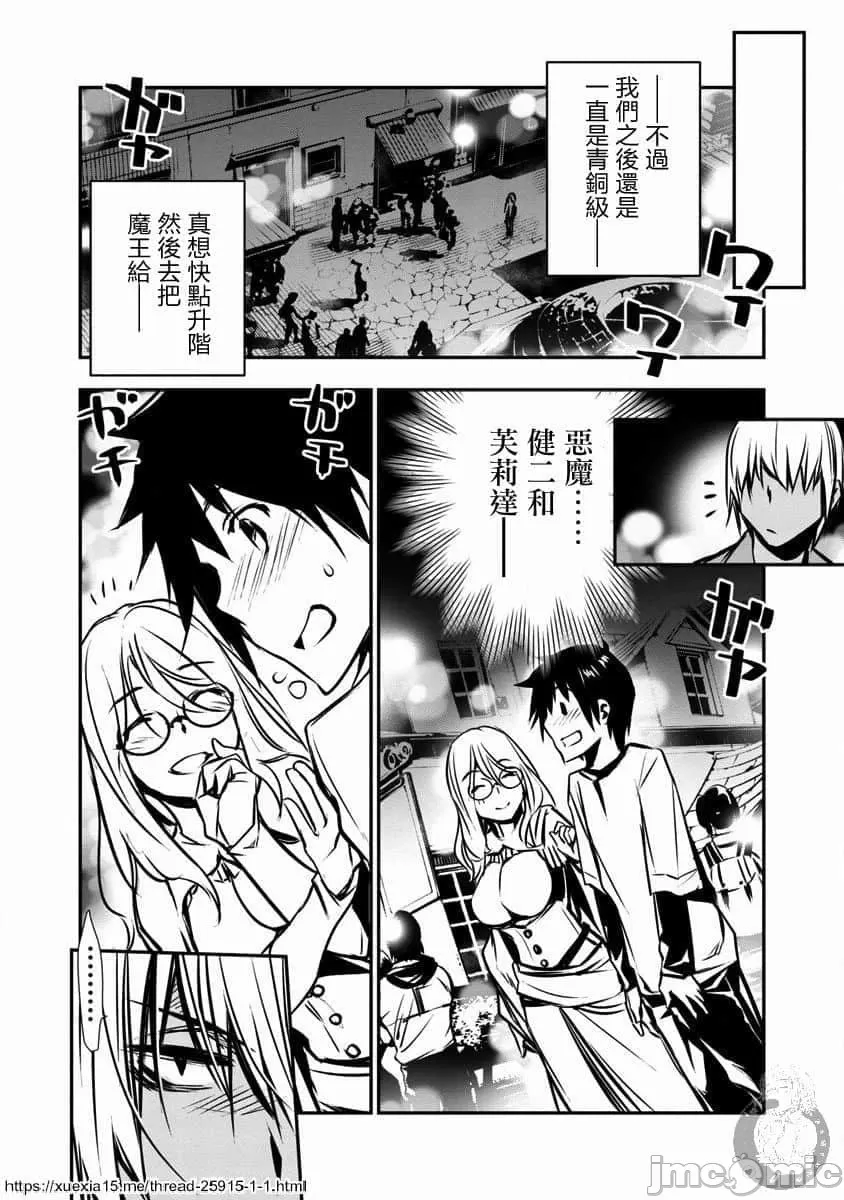 ——不過
我們之後還是
一直是青銅級——
ワイ
ワイ
ガヤ
真想快點升階
然後去把
魔王給——
惡魔……
健二和
芙莉達——
ガヤ
ガチ
ガチ
……
https://xuexia15.me/thread-25915-1-1.html
jmcomic